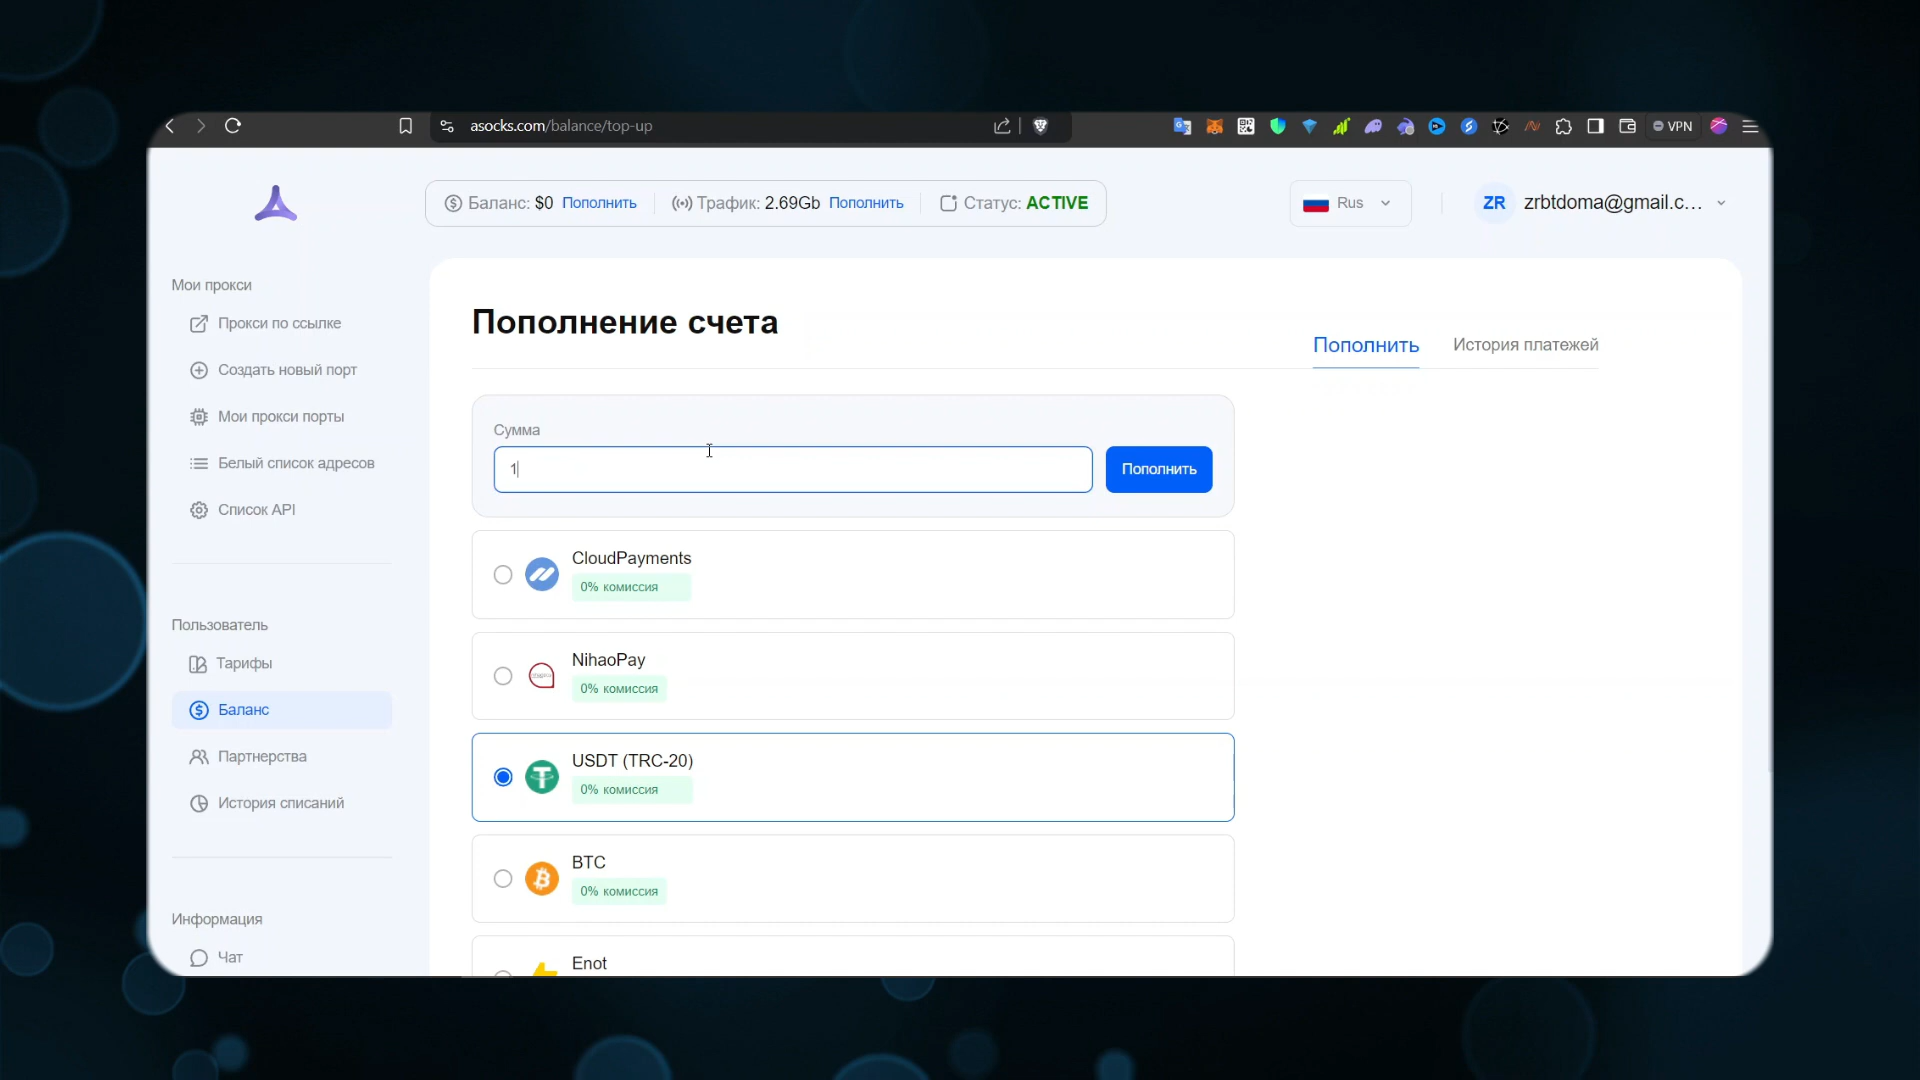 asocks.com/balance/top-up
VPN
Баланс: $0 Пополнить
Трафик: 2.69Gb Пополнить
Статус: ACTIVE
Rus
ZR zrbtdoma@gmail.c...
Мои прокси
Прокси по ссылке
Создать новый порт
Мои прокси порты
Белый список адресов
Список API
Пользователь
Тарифы
Баланс
Партнерства
История списаний
Информация
Чат
Пополнение счета
Пополнить
История платежей
Сумма
1
Пополнить
CloudPayments
0% комиссия
NihaoPay
0% комиссия
USDT (TRC-20)
0% комиссия
BTC
0% комиссия
Enot